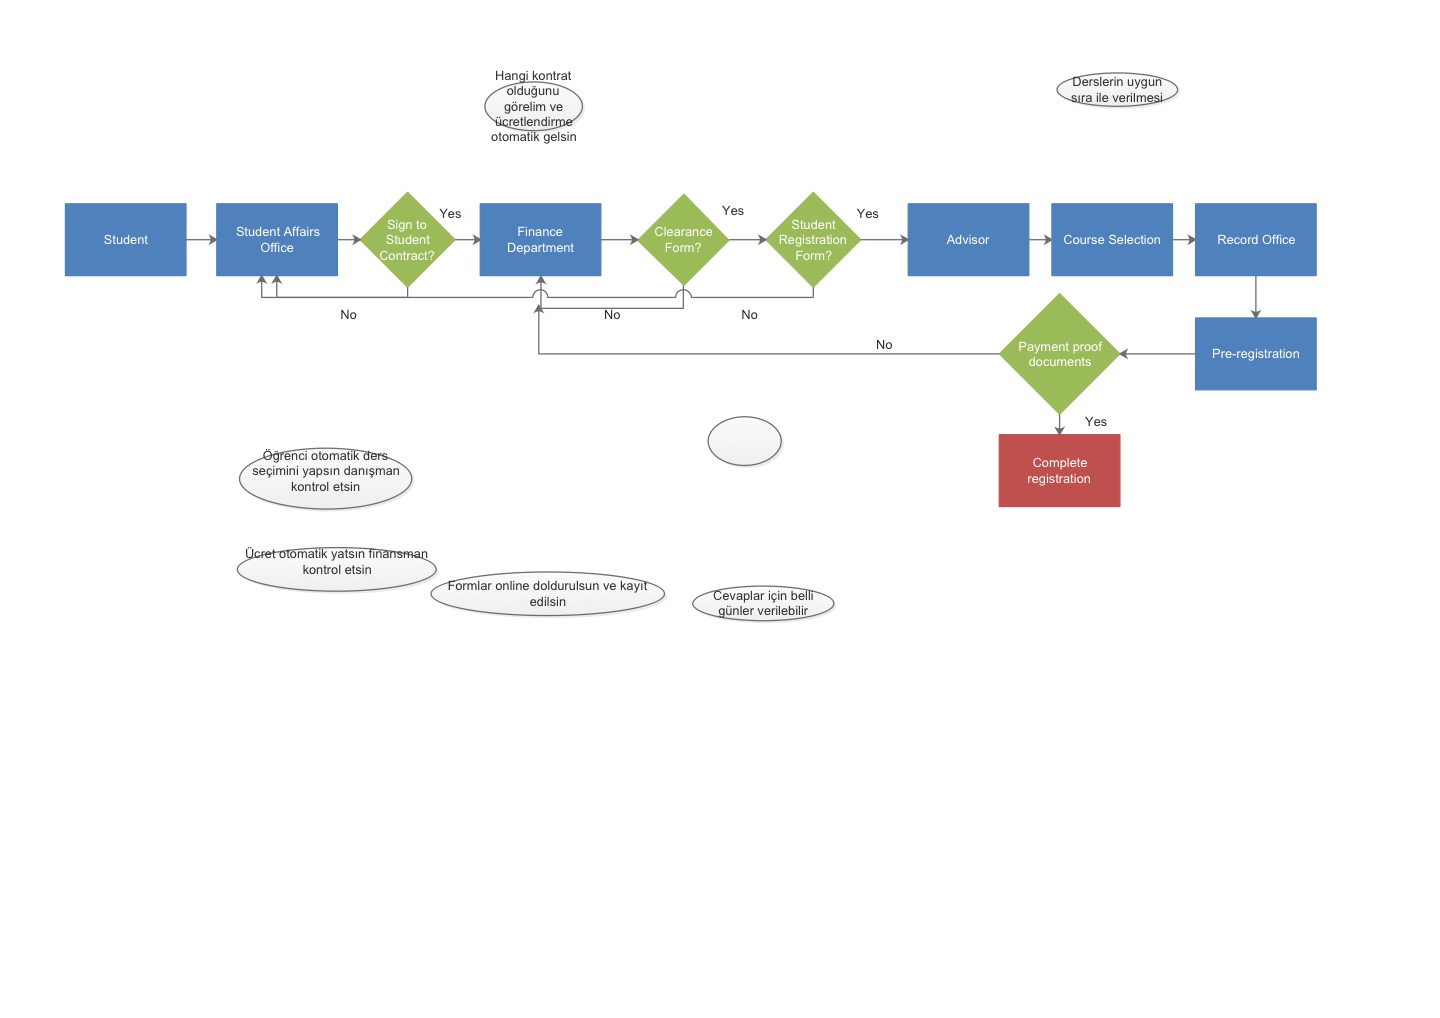 Hangi kontrat
olduğunu
görelim ve
ücretlendirme
otomatik gelsin
Derslerin uygun
sıra ile verilmesi
Student
Student Affairs
Office
Sign to
Student
Contract?
Yes
Finance
Department
Clearance
Form?
Yes
Student
Registration
Form?
Yes
Advisor
Course Selection
Record Office
No
No
No
No
Payment proof
documents
Pre-registration
Yes
Complete
registration
Öğrenci otomatik ders
seçimini yapsın danışman
kontrol etsin
Ücret otomatik yatsın finansman
kontrol etsin
Formlar online doldurulsun ve kayıt
edilsin
Cevaplar için belli
günler verilebilir